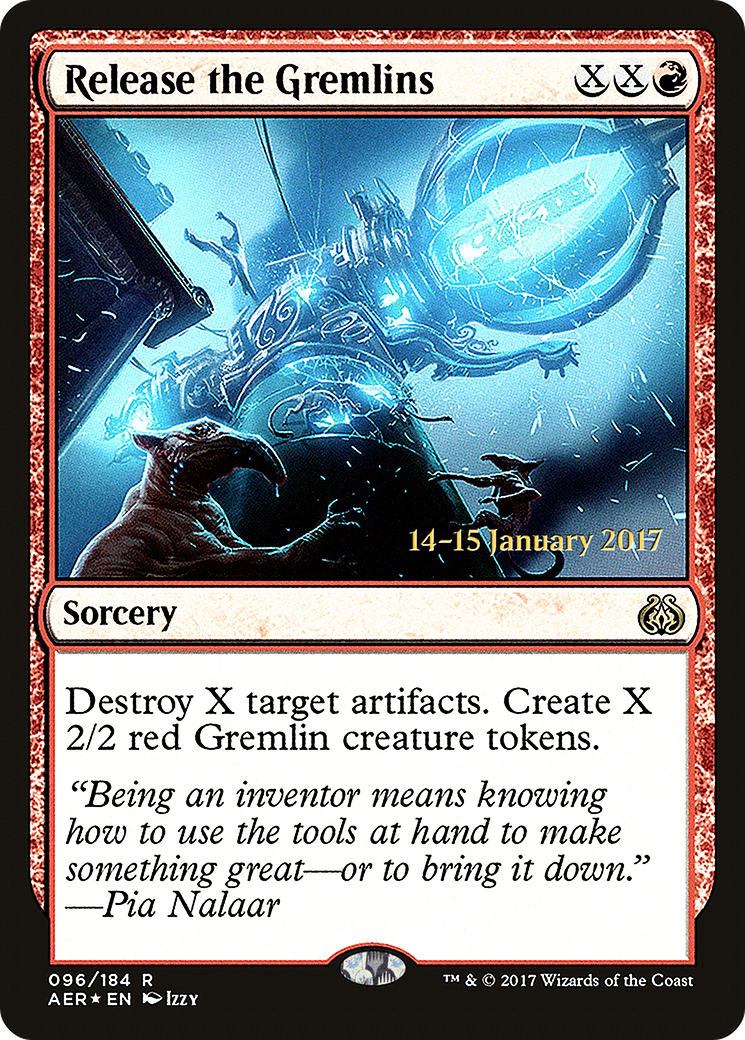 Release the Gremlins XX
14–15 January 2017
Sorcery
Destroy X target artifacts. Create X
2/2 red Gremlin creature tokens.
“Being an inventor means knowing
how to use the tools at hand to make
something great—or to bring it down.”
—Pia Nalaar
096/184 R
™ & © 2017 Wizards of the Coast
AER★EN Izzy